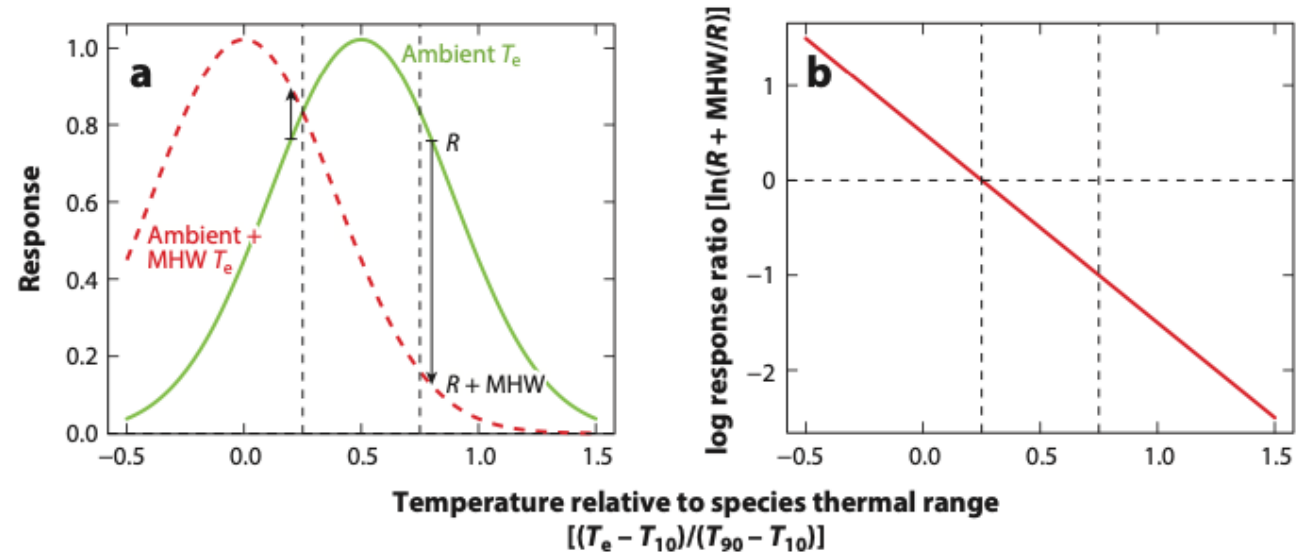 a
Ambient Te
R
Ambient +
MHW Te
R + MHW
Response
1.0
0.8
0.6
0.4
0.2
0.0
−0.5
0.0
0.5
1.0
1.5
b
log response ratio [ln(R + MHW/R)]
1
0
−1
−2
−0.5
0.0
0.5
1.0
1.5
Temperature relative to species thermal range
[(Te – T10)/(T90 – T10)]